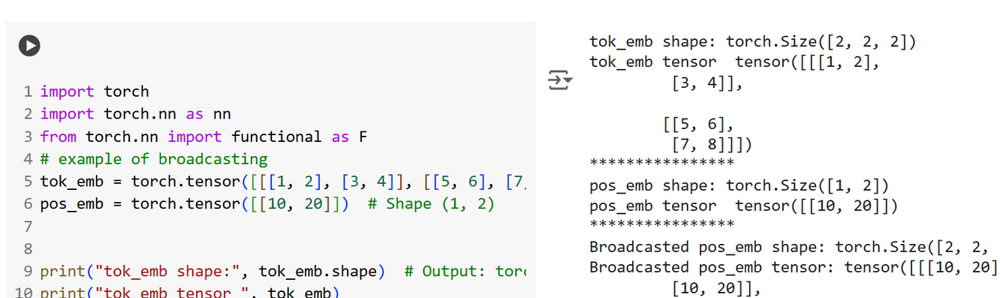 1 import torch
2 import torch.nn as nn
3 from torch.nn import functional as F
4 # example of broadcasting
5 tok_emb = torch.tensor([[[1, 2], [3, 4]], [[5, 6], [7,
6 pos_emb = torch.tensor([[10, 20]])  # Shape (1, 2)
7
8
9 print("tok_emb shape:", tok_emb.shape)  # Output: torc
10 print("tok_emb tensor ", tok_emb)
tok_emb shape: torch.Size([2, 2, 2])
tok_emb tensor  tensor([[[1, 2],
         [3, 4]],
        [[5, 6],
         [7, 8]]])
****************
pos_emb shape: torch.Size([1, 2])
pos_emb tensor  tensor([[10, 20]])
****************
Broadcasted pos_emb shape: torch.Size([2, 2,
Broadcasted pos_emb tensor: tensor([[[10, 20]
         [10, 20]],